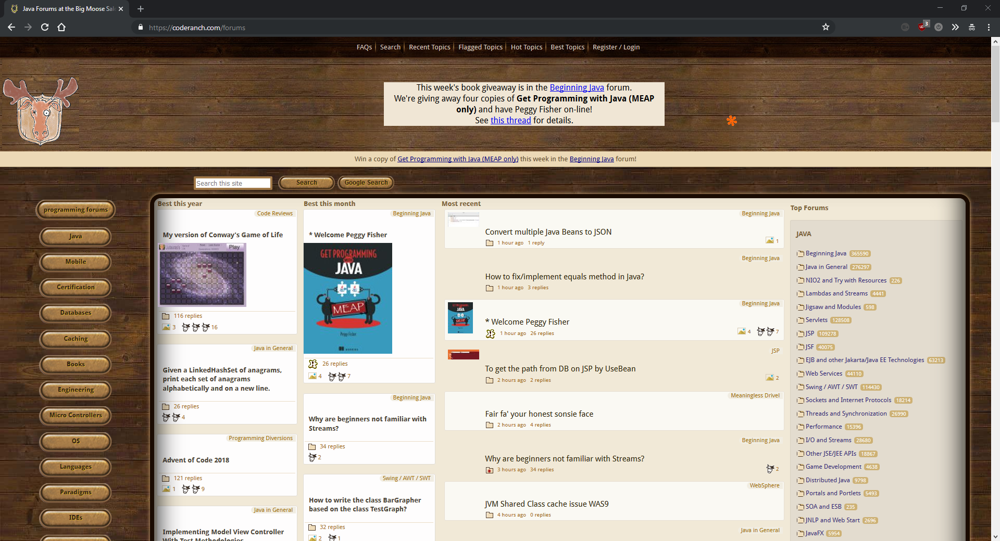 Java Forums at the Big Moose Sal
https://coderanch.com/forums
3
FAQs
Search
Recent Topics
Flagged Topics
Hot Topics
Best Topics
Register / Login
This week's book giveaway is in the Beginning Java forum.
We're giving away four copies of Get Programming with Java (MEAP
only) and have Peggy Fisher on-line!
See this thread for details.
Win a copy of Get Programming with Java (MEAP only) this week in the Beginning Java forum!
Search this site
Search
Google Search
programming forums
Java
Mobile
Certification
Databases
Caching
Books
Engineering
Micro Controllers
OS
Languages
Paradigms
IDEs
Best this year
Code Reviews
My version of Conway's Game of Life
Play
116 replies
3
16
Java in General
Given a LinkedHashSet of anagrams,
print each set of anagrams
alphabetically and on a new line.
26 replies
4
Programming Diversions
Advent of Code 2018
121 replies
1
9
Java in General
Implementing Model View Controller
With Test Methodologies
Best this month
Beginning Java
* Welcome Peggy Fisher
GET PROGRAMMING
WITH
JAVA
MEAP
Peggy Fisher
MANNING
26 replies
4
7
Beginning Java
Why are beginners not familiar with
Streams?
34 replies
2
Swing / AWT / SWT
How to write the class BarGrapher
based on the class TestGraph?
32 replies
2
1
Most recent
Beginning Java
Convert multiple Java Beans to JSON
1 hour ago 1 reply
1
Beginning Java
How to fix/implement equals method in Java?
1 hour ago 3 replies
Beginning Java
* Welcome Peggy Fisher
1 hour ago 26 replies
4
7
JSP
To get the path from DB on JSP by UseBean
2 hours ago 2 replies
2
Meaningless Drivel
Fair fa' your honest sonsie face
2 hours ago 4 replies
Beginning Java
Why are beginners not familiar with Streams?
3 hours ago 34 replies
2
WebSphere
JVM Shared Class cache issue WAS9
4 hours ago 0 replies
Java in General
Top Forums
JAVA
Beginning Java 365590
Java in General 276297
NIO2 and Try with Resources 226
Lambdas and Streams 4441
Jigsaw and Modules 598
Servlets 128508
JSP 109278
JSF 40075
EJB and other Jakarta/Java EE Technologies 63213
Web Services 44110
Swing / AWT / SWT 114430
Sockets and Internet Protocols 18214
Threads and Synchronization 26990
Performance 15396
I/O and Streams 28680
Other JSE/JEE APIs 18867
Game Development 4638
Distributed Java 9798
Portals and Portlets 5493
SOA and ESB 235
JNLP and Web Start 2696
JavaFX 5954